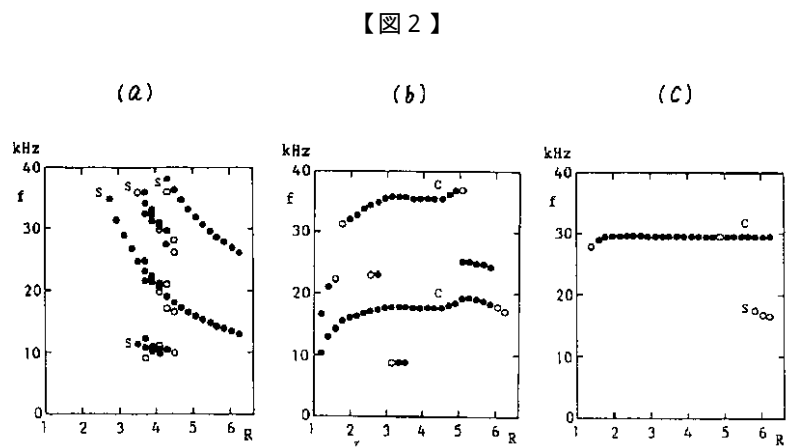 【図２】
(a) (b) (C)
kHz kHz kHz
40 40 40
f f f
S S S C C
30 30 30
S
20 20 20
C
S
S
10 10 10
0 0 0
1 2 3 4 5 6 R 1 2 3 4 5 6 R 1 2 3 4 5 6 R